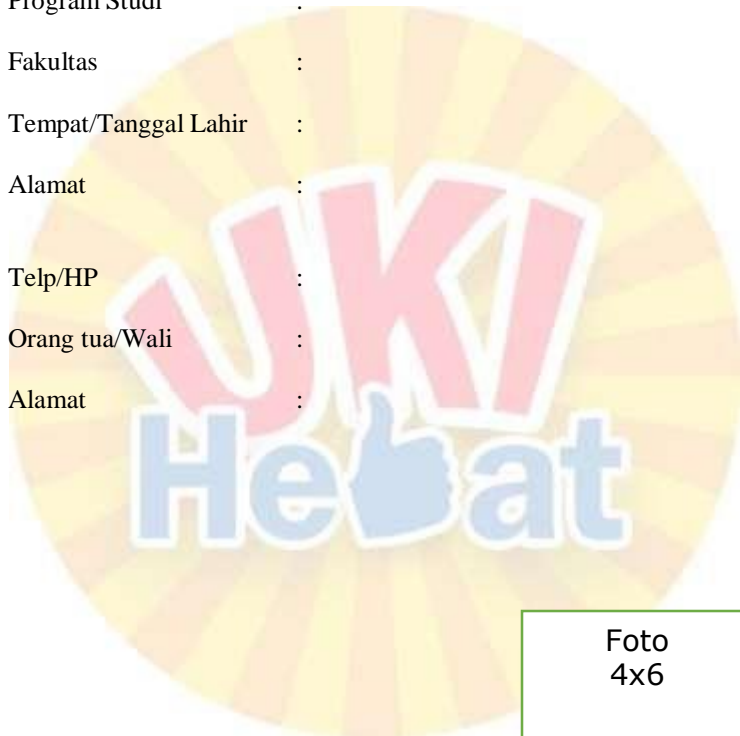 Program Studi :
Fakultas :
Tempat/Tanggal Lahir :
Alamat :
Telp/HP :
Orang tua/Wali :
Alamat :
UKI
Hebat
Foto
4x6